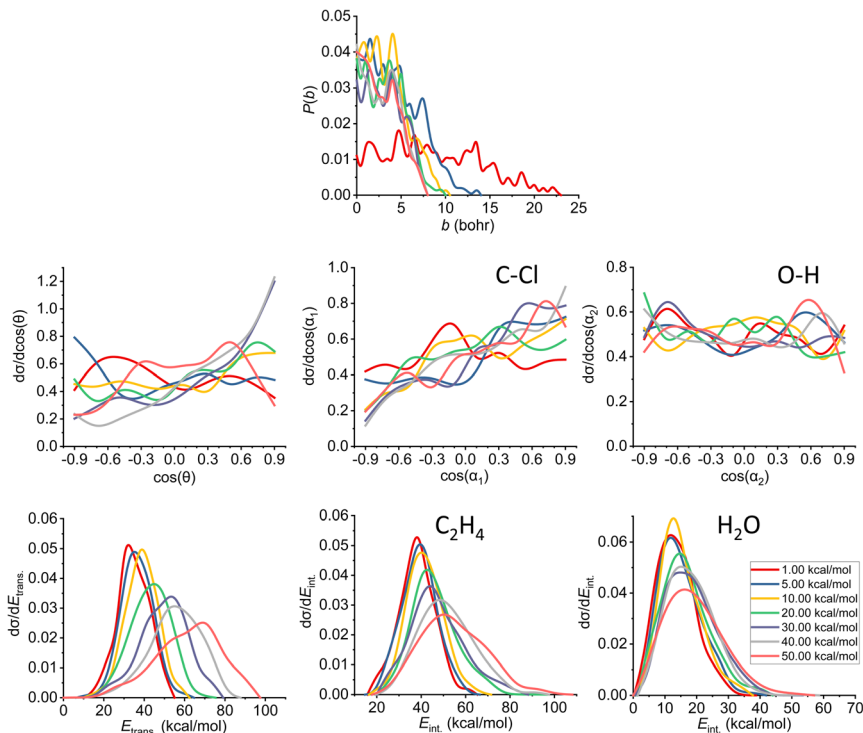 P(b)
0.05
0.04
0.03
0.02
0.01
0.00
0 5 10 15 20 25
b (bohr)
dσ/dcos(θ)
1.2
1.0
0.8
0.6
0.4
0.2
0.0
-0.9 -0.6 -0.3 0.0 0.3 0.6 0.9
cos(θ)
C-Cl
dσ/dcos(α₁)
1.0
0.8
0.6
0.4
0.2
0.0
-0.9 -0.6 -0.3 0.0 0.3 0.6 0.9
cos(α₁)
O-H
dσ/dcos(α₂)
0.8
0.6
0.4
0.2
0.0
-0.9 -0.6 -0.3 0.0 0.3 0.6 0.9
cos(α₂)
dσ/dE_trans.
0.06
0.05
0.04
0.03
0.02
0.01
0.00
0 20 40 60 80 100
E_trans. (kcal/mol)
C₂H₄
dσ/dE_int.
0.06
0.05
0.04
0.03
0.02
0.01
0.00
20 40 60 80 100
E_int. (kcal/mol)
H₂O
dσ/dE_int.
0.06
0.04
0.02
0.00
0 10 20 30 40 50 60 70
E_int. (kcal/mol)
1.00 kcal/mol
5.00 kcal/mol
10.00 kcal/mol
20.00 kcal/mol
30.00 kcal/mol
40.00 kcal/mol
50.00 kcal/mol